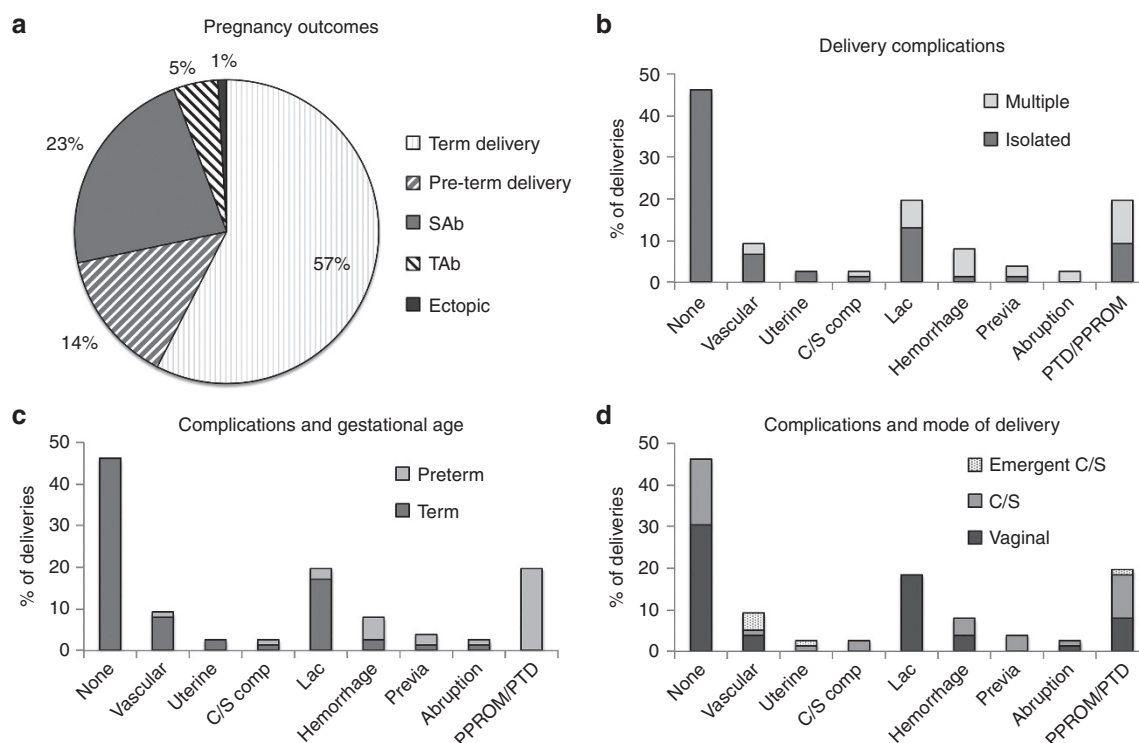 a
Pregnancy outcomes
5%
1%
23%
57%
14%
Term delivery
Pre-term delivery
SAb
TAb
Ectopic
b
Delivery complications
% of deliveries
50
40
30
20
10
0
Multiple
Isolated
None
Vascular
Uterine
C/S comp
Lac
Hemorrhage
Previa
Abruption
PTD/PPROM
c
Complications and gestational age
% of deliveries
50
40
30
20
10
0
Preterm
Term
None
Vascular
Uterine
C/S comp
Lac
Hemorrhage
Previa
Abruption
PPROM/PTD
d
Complications and mode of delivery
% of deliveries
50
40
30
20
10
0
Emergent C/S
C/S
Vaginal
None
Vascular
Uterine
C/S comp
Lac
Hemorrhage
Previa
Abruption
PPROM/PTD